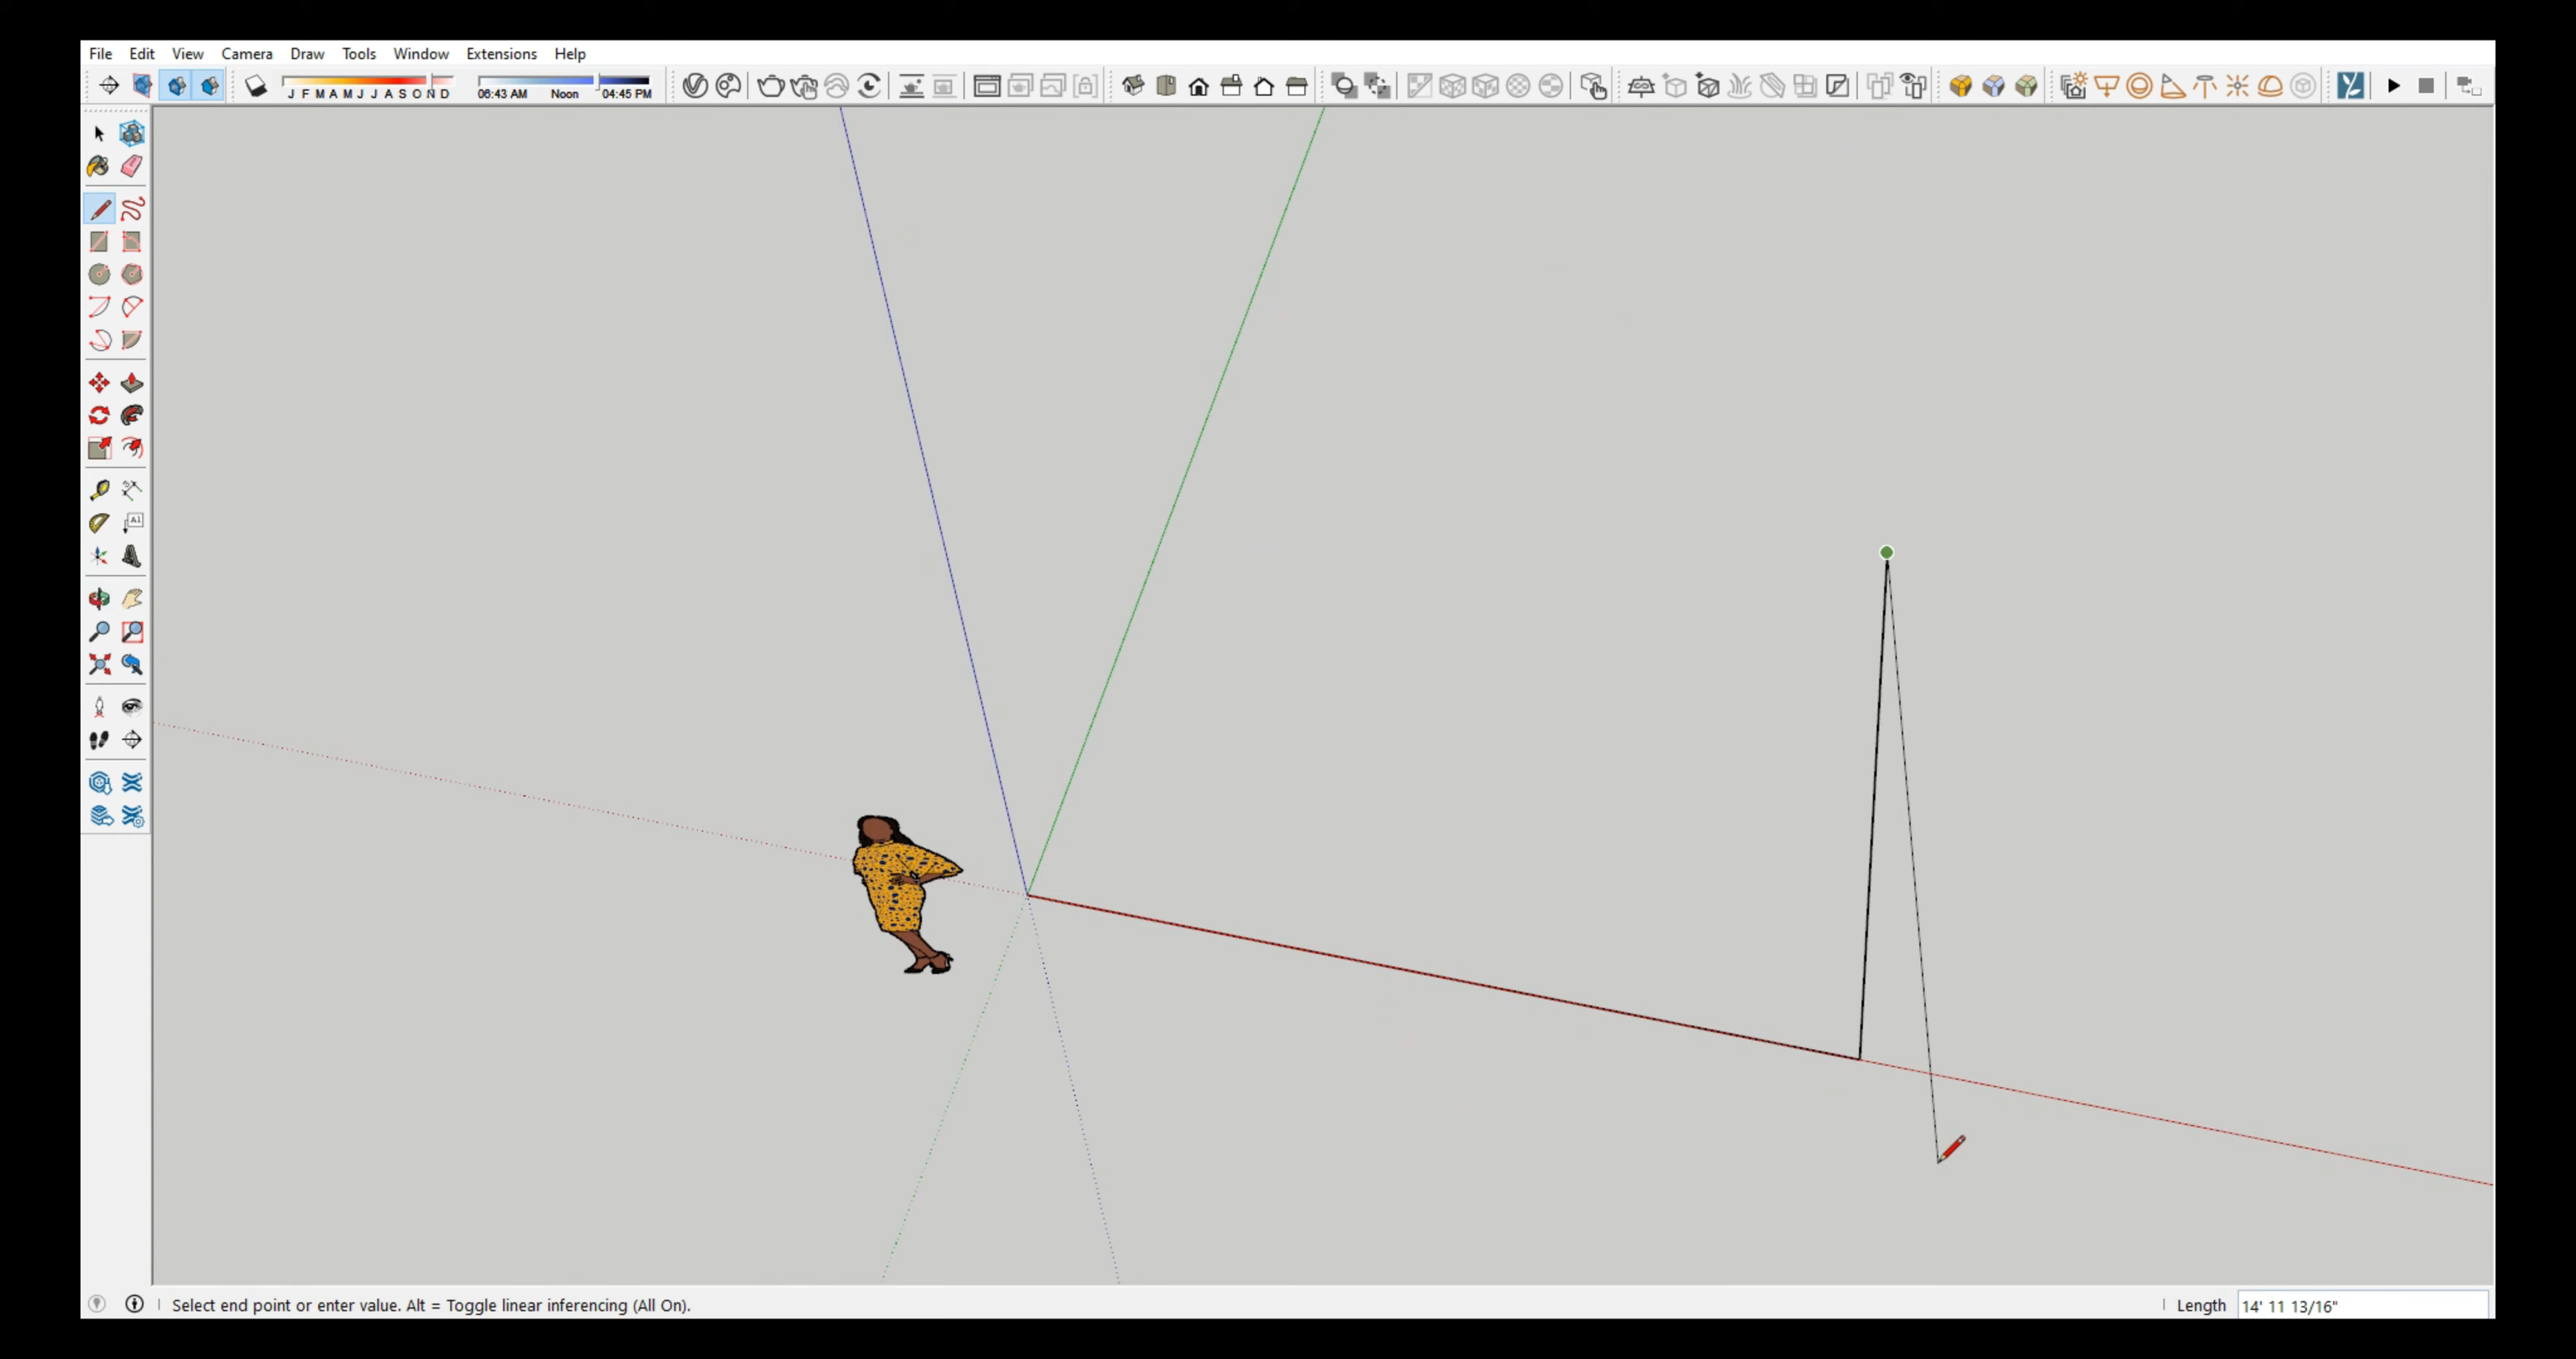 File Edit View Camera Draw Tools Window Extensions Help
J F M A M J J A S O N D 06:43 AM Noon 04:45 PM
A1
Select end point or enter value. Alt = Toggle linear inferencing (All On). Length 14' 11 13/16"